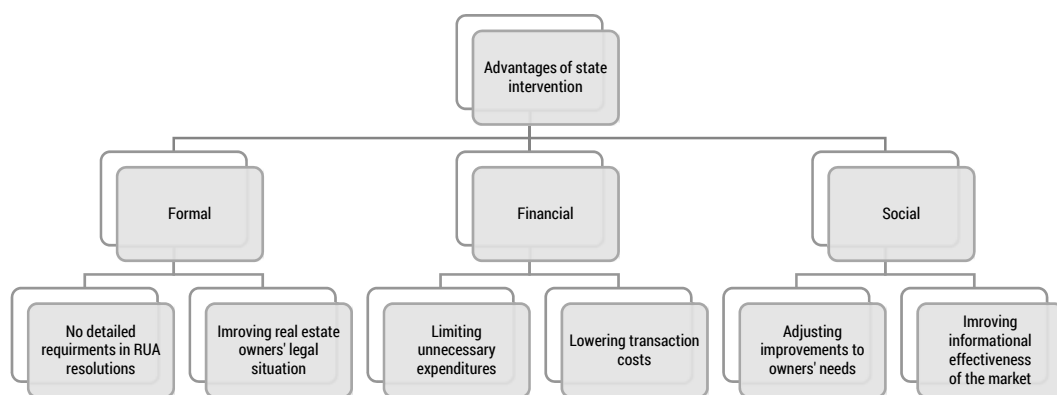 Advantages of state
intervention
Formal
Financial
Social
No detailed
requirments in RUA
resolutions
Imroving real estate
owners' legal
situation
Limiting
unnecessary
expenditures
Lowering transaction
costs
Adjusting
improvements to
owners' needs
Imroving
informational
effectiveness
of the market